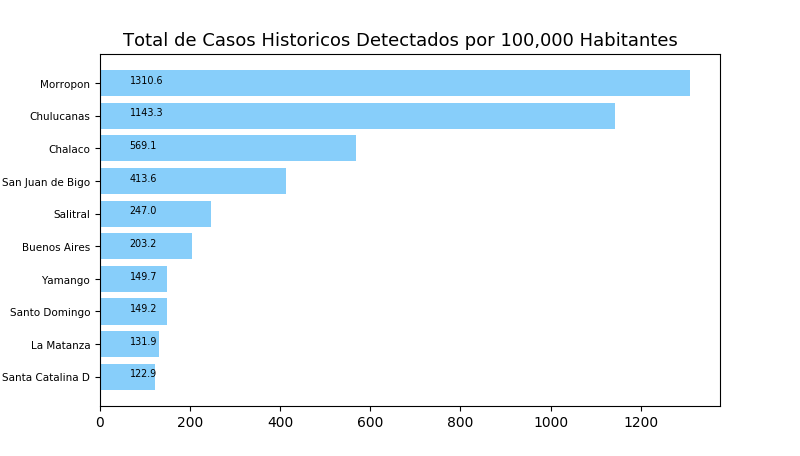 Total de Casos Historicos Detectados por 100,000 Habitantes
Morropon 1310.6
Chulucanas 1143.3
Chalaco 569.1
San Juan de Bigo 413.6
Salitral 247.0
Buenos Aires 203.2
Yamango 149.7
Santo Domingo 149.2
La Matanza 131.9
Santa Catalina D 122.9
0 200 400 600 800 1000 1200